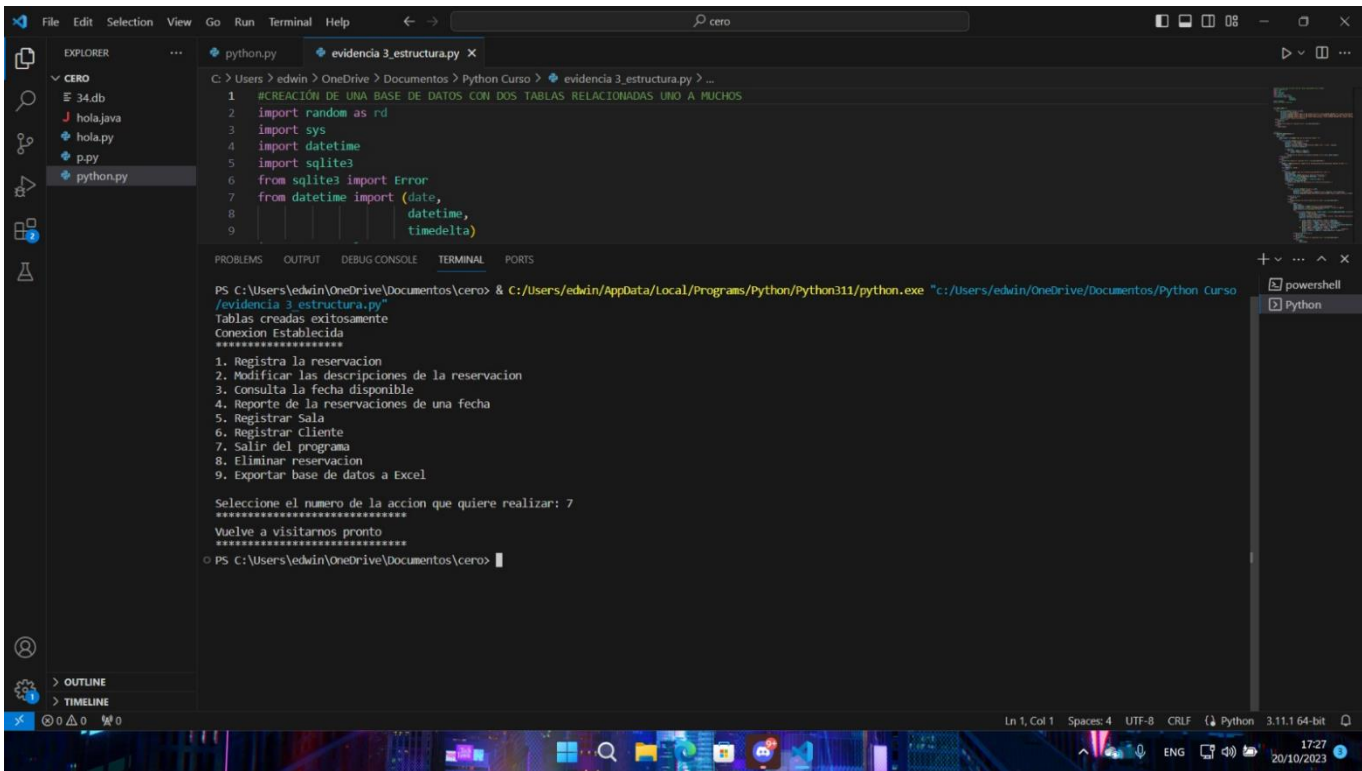 File Edit Selection View Go Run Terminal Help
cero
EXPLORER
CERO
34.db
J hola.java
hola.py
p.py
python.py
python.py
evidencia 3_estructura.py
C: > Users > edwin > OneDrive > Documentos > Python Curso > evidencia 3_estructura.py > ...
1 #CREACIÓN DE UNA BASE DE DATOS CON DOS TABLAS RELACIONADAS UNO A MUCHOS
2 import random as rd
3 import sys
4 import datetime
5 import sqlite3
6 from sqlite3 import Error
7 from datetime import (date,
8 datetime,
9 timedelta)
PROBLEMS OUTPUT DEBUG CONSOLE TERMINAL PORTS
powershell
Python
PS C:\Users\edwin\OneDrive\Documentos\cero> & C:/Users/edwin/AppData/Local/Programs/Python/Python311/python.exe "c:/Users/edwin/OneDrive/Documentos/Python Curso
/evidencia 3_estructura.py"
Tablas creadas exitosamente
Conexion Establecida
********************
1. Registra la reservacion
2. Modificar las descripciones de la reservacion
3. Consulta la fecha disponible
4. Reporte de la reservaciones de una fecha
5. Registrar Sala
6. Registrar Cliente
7. Salir del programa
8. Eliminar reservacion
9. Exportar base de datos a Excel
Seleccione el numero de la accion que quiere realizar: 7
******************************
Vuelve a visitarnos pronto
******************************
PS C:\Users\edwin\OneDrive\Documentos\cero>
2
1
OUTLINE
TIMELINE
0 0 0
Ln 1, Col 1 Spaces: 4 UTF-8 CRLF Python 3.11.1 64-bit
9+
ENG
17:27
20/10/2023
3